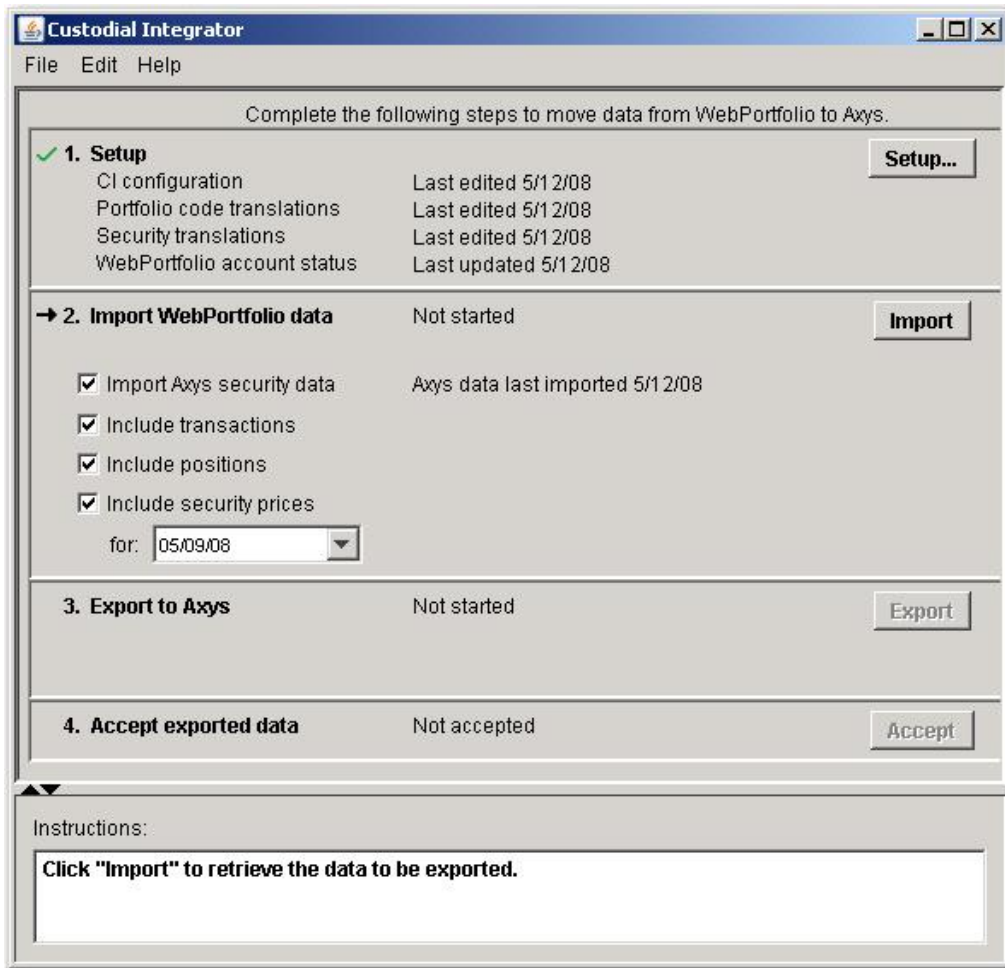 Custodial Integrator
File Edit Help
Complete the following steps to move data from WebPortfolio to Axys.
1. Setup
Setup...
CI configuration Last edited 5/12/08
Portfolio code translations Last edited 5/12/08
Security translations Last edited 5/12/08
WebPortfolio account status Last updated 5/12/08
2. Import WebPortfolio data Not started Import
Import Axys security data Axys data last imported 5/12/08
Include transactions
Include positions
Include security prices
for: 05/09/08
3. Export to Axys Not started Export
4. Accept exported data Not accepted Accept
Instructions:
Click "Import" to retrieve the data to be exported.